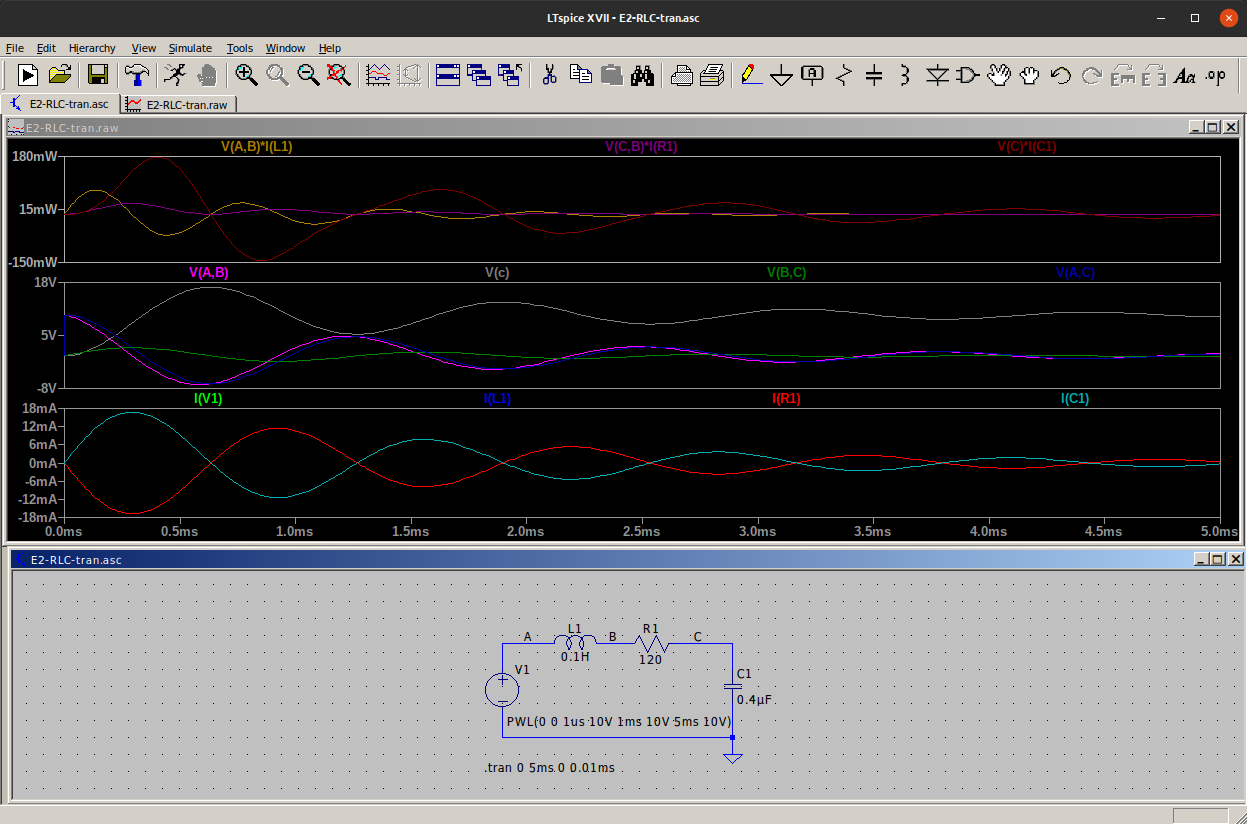 LTspice XVII - E2-RLC-tran.asc
File Edit Hierarchy View Simulate Tools Window Help
.op
E2-RLC-tran.asc E2-RLC-tran.raw
E2-RLC-tran.raw
V(A,B)*I(L1) V(C,B)*I(R1) V(C)*I(C1)
180mW
15mW
-150mW
V(A,B) V(c) V(B,C) V(A,C)
18V
5V
-8V
I(V1) I(L1) I(R1) I(C1)
18mA
12mA
6mA
0mA
-6mA
-12mA
-18mA
0.0ms 0.5ms 1.0ms 1.5ms 2.0ms 2.5ms 3.0ms 3.5ms 4.0ms 4.5ms 5.0ms
E2-RLC-tran.asc
L1 R1
A B C
0.1H 120
V1 C1
0.4µF
PWL(0 0 1us 10V 1ms 10V 5ms 10V)
.tran 0 5ms 0 0.01ms